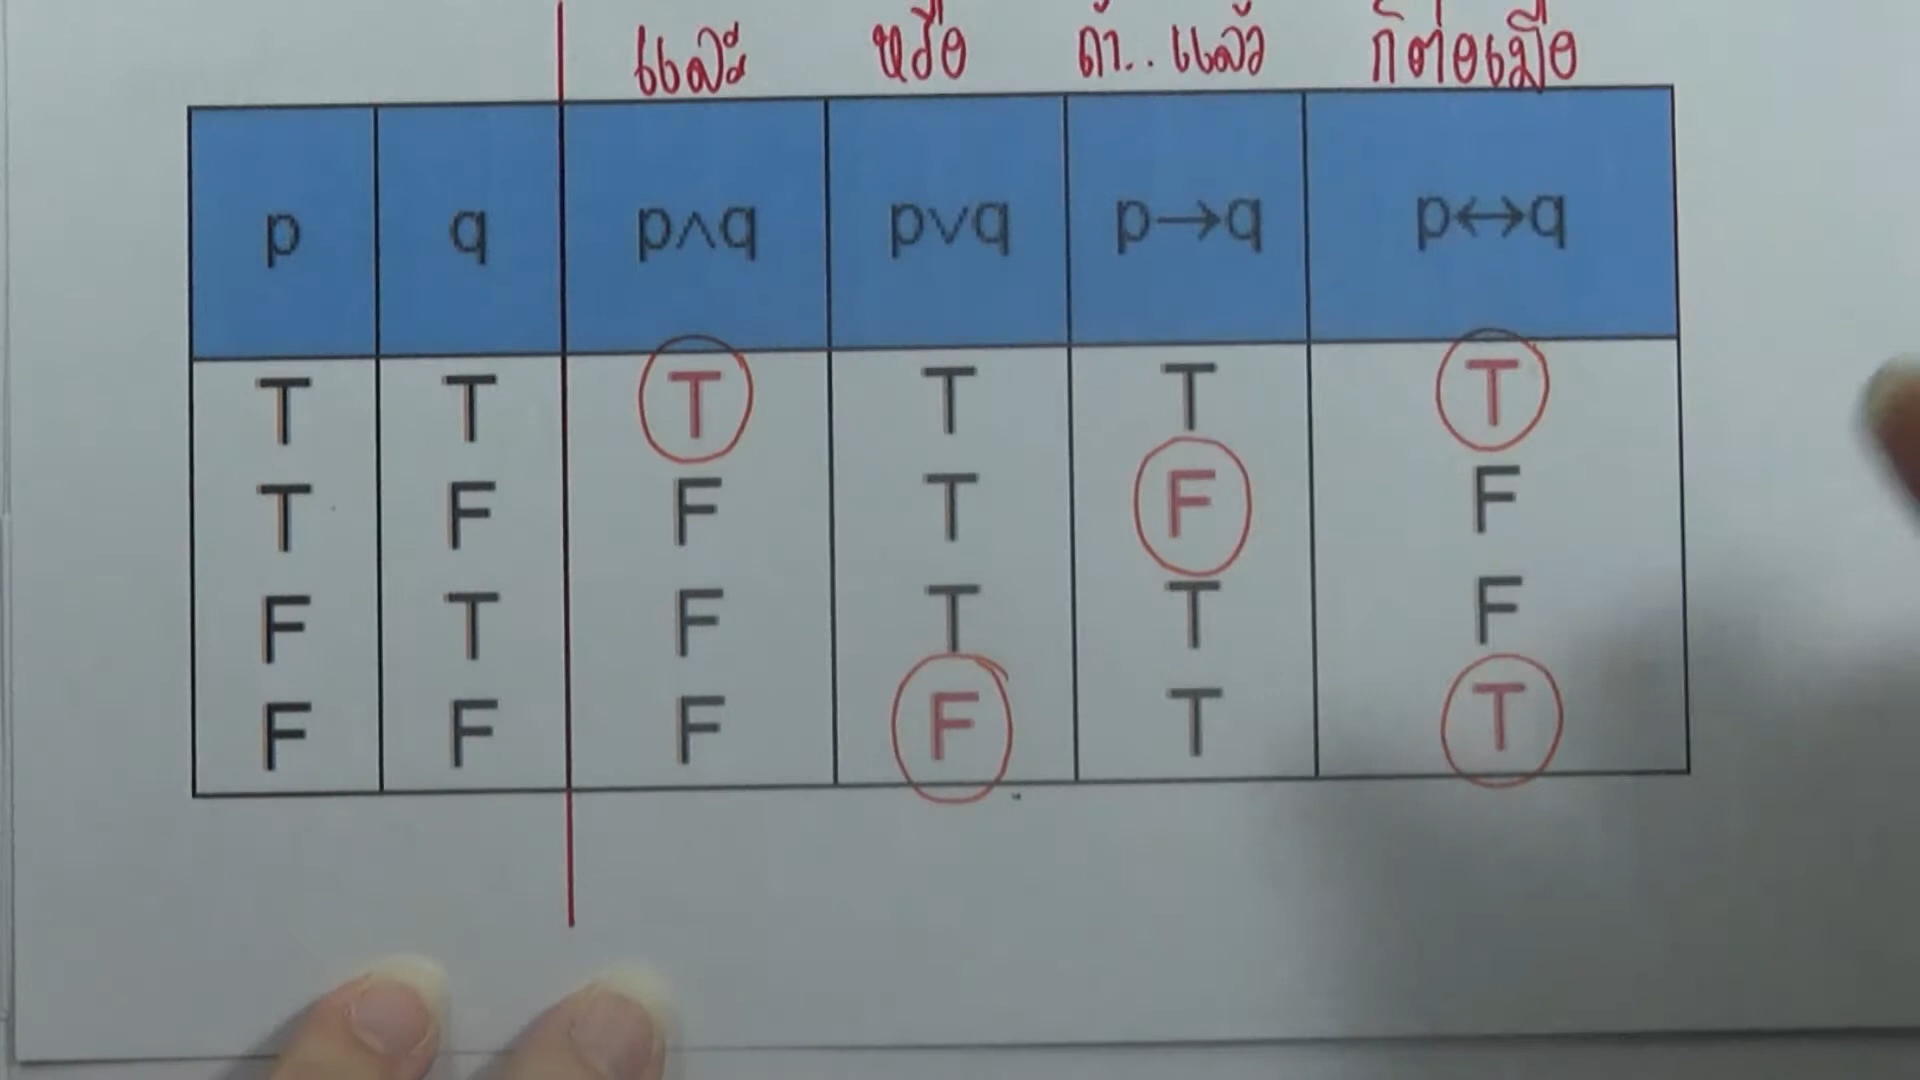 และ หรือ ถ้า..แล้ว ก็ต่อเมื่อ
p q p∧q p∨q p→q p↔q
T T T T T T
T F F T F F
F T F T T F
F F F F T T